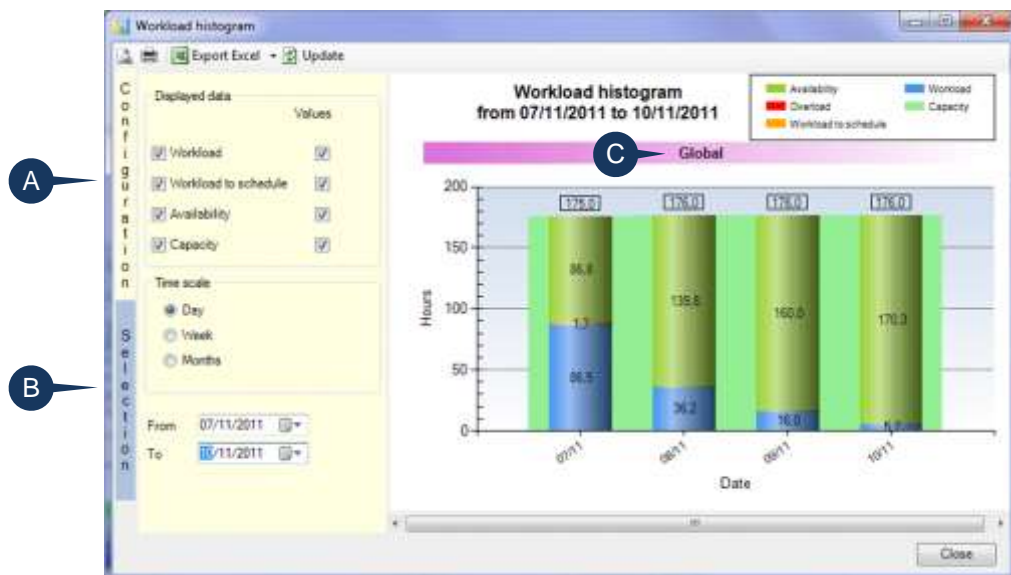 Workload histogram
Export Excel
Update
Configuration
Selection
A
B
Displayed data
Values
Workload
Workload to schedule
Availability
Capacity
Time scale
Day
Week
Months
From 07/11/2011
To 10/11/2011
Workload histogram
from 07/11/2011 to 10/11/2011
Availability
Workload
Overload
Capacity
Workload to schedule
C
Global
Hours
200
150
100
50
0
175,0
176,0
176,0
176,0
86,8
1,7
86,5
139,8
36,2
160,0
16,0
170,3
07/11
08/11
09/11
10/11
Date
Close